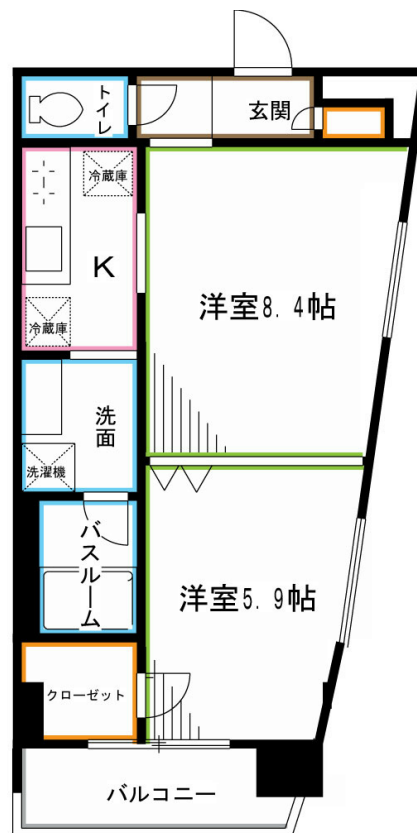 トイレ
玄関
冷蔵庫
K
冷蔵庫
洋室8.4帖
洗面
洗濯機
バスルーム
洋室5.9帖
クローゼット
バルコニー